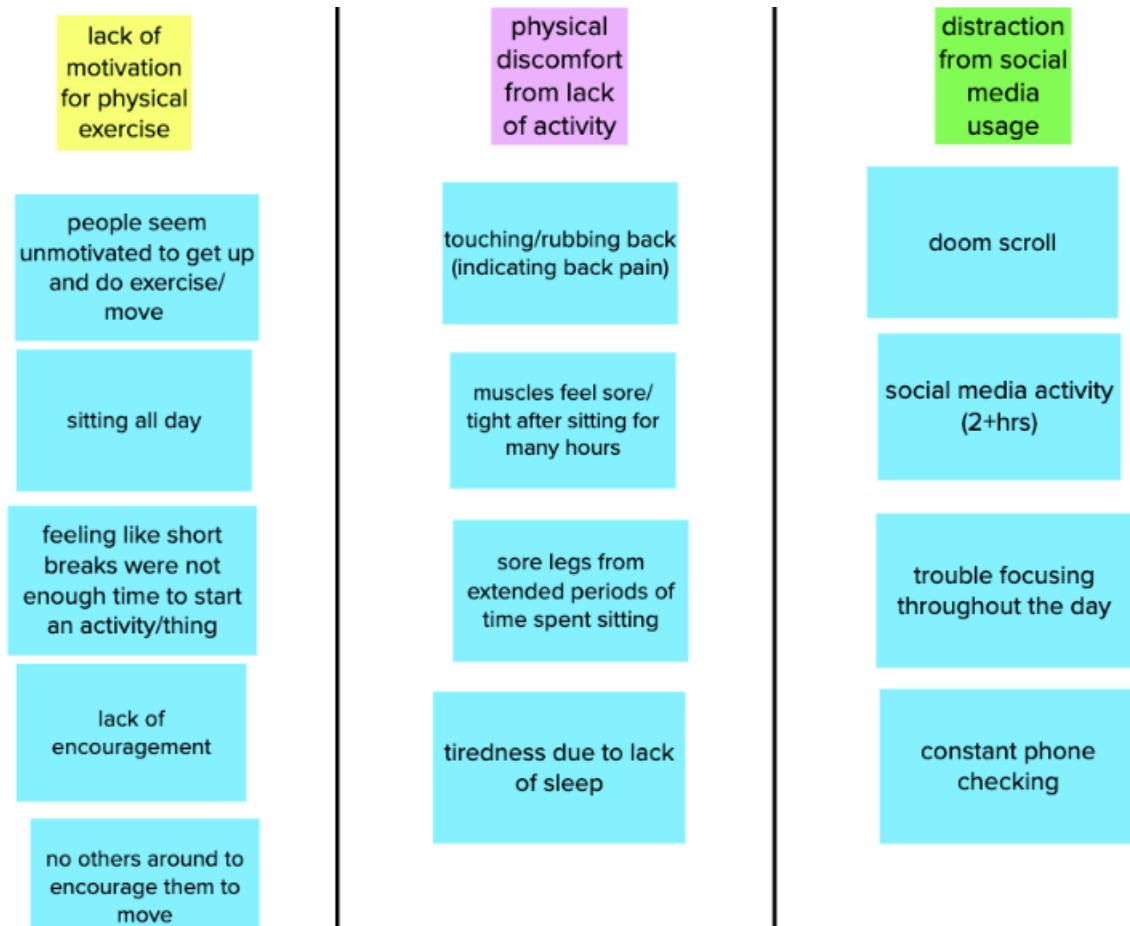 lack of
motivation
for physical
exercise
people seem
unmotivated to get up
and do exercise/
move
sitting all day
feeling like short
breaks were not
enough time to start
an activity/thing
lack of
encouragement
no others around to
encourage them to
move
physical
discomfort
from lack
of activity
touching/rubbing back
(indicating back pain)
muscles feel sore/
tight after sitting for
many hours
sore legs from
extended periods of
time spent sitting
tiredness due to lack
of sleep
distraction
from social
media
usage
doom scroll
social media activity
(2+hrs)
trouble focusing
throughout the day
constant phone
checking